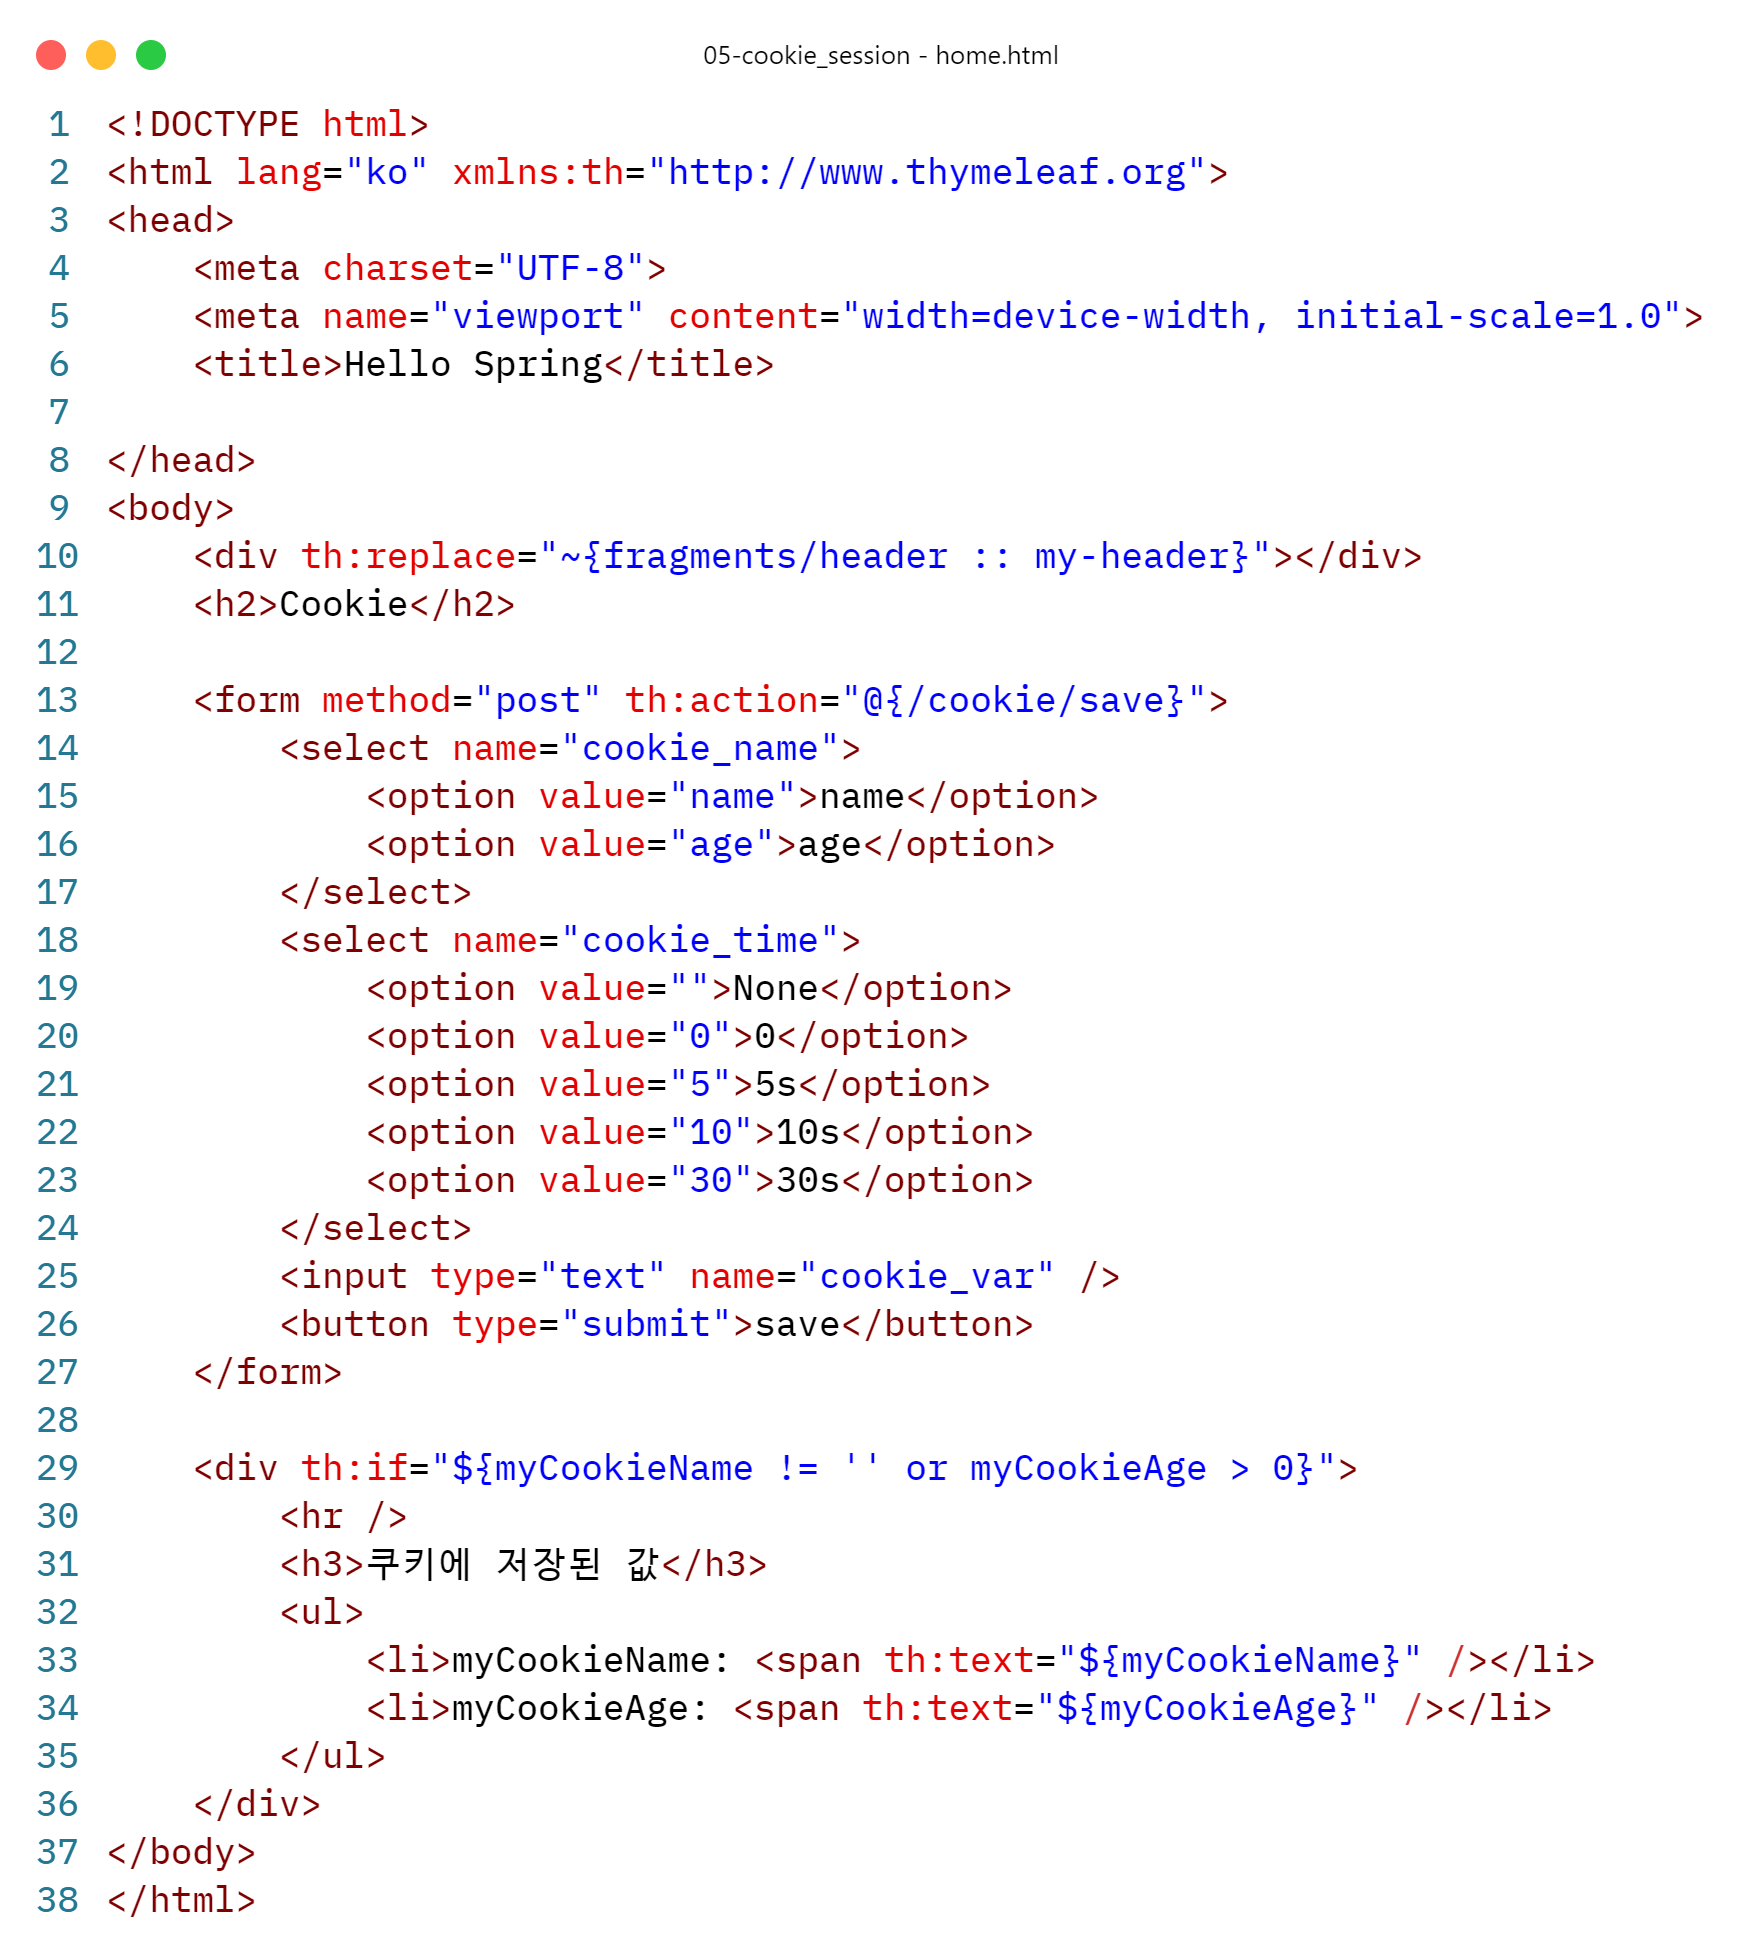 05-cookie_session - home.html
1 <!DOCTYPE html>
2 <html lang="ko" xmlns:th="http://www.thymeleaf.org">
3 <head>
4     <meta charset="UTF-8">
5     <meta name="viewport" content="width=device-width, initial-scale=1.0">
6     <title>Hello Spring</title>
7
8 </head>
9 <body>
10     <div th:replace="~{fragments/header :: my-header}"></div>
11     <h2>Cookie</h2>
12
13     <form method="post" th:action="@{/cookie/save}">
14         <select name="cookie_name">
15             <option value="name">name</option>
16             <option value="age">age</option>
17         </select>
18         <select name="cookie_time">
19             <option value="">None</option>
20             <option value="0">0</option>
21             <option value="5">5s</option>
22             <option value="10">10s</option>
23             <option value="30">30s</option>
24         </select>
25         <input type="text" name="cookie_var" />
26         <button type="submit">save</button>
27     </form>
28
29     <div th:if="${myCookieName != '' or myCookieAge > 0}">
30         <hr />
31         <h3>쿠키에 저장된 값</h3>
32         <ul>
33             <li>myCookieName: <span th:text="${myCookieName}" /></li>
34             <li>myCookieAge: <span th:text="${myCookieAge}" /></li>
35         </ul>
36     </div>
37 </body>
38 </html>